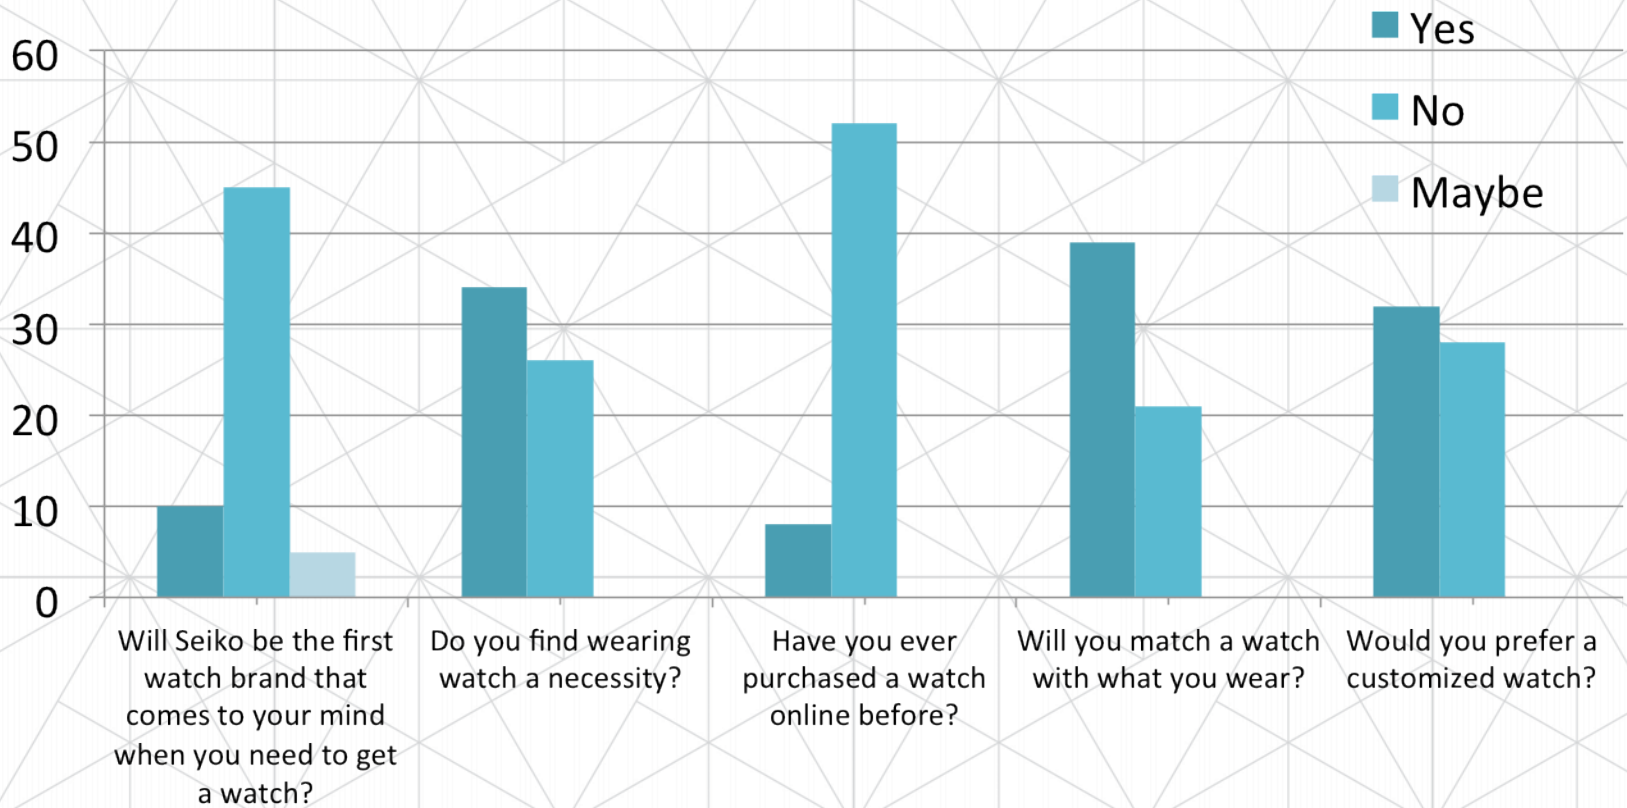 Yes
No
Maybe
60
50
40
30
20
10
0
Will Seiko be the first
watch brand that
comes to your mind
when you need to get
a watch?
Do you find wearing
watch a necessity?
Have you ever
purchased a watch
online before?
Will you match a watch
with what you wear?
Would you prefer a
customized watch?